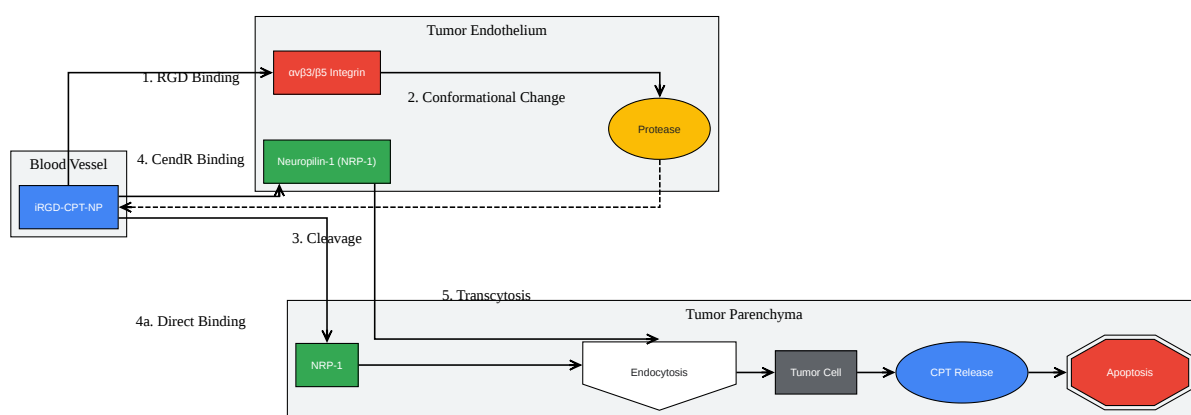 Tumor Endothelium
αvβ3/β5 Integrin
1. RGD Binding
2. Conformational Change
Protease
Blood Vessel
4. CendR Binding
Neuropilin-1 (NRP-1)
iRGD-CPT-NP
3. Cleavage
5. Transcytosis
4a. Direct Binding
Tumor Parenchyma
NRP-1
Endocytosis
Tumor Cell
CPT Release
Apoptosis